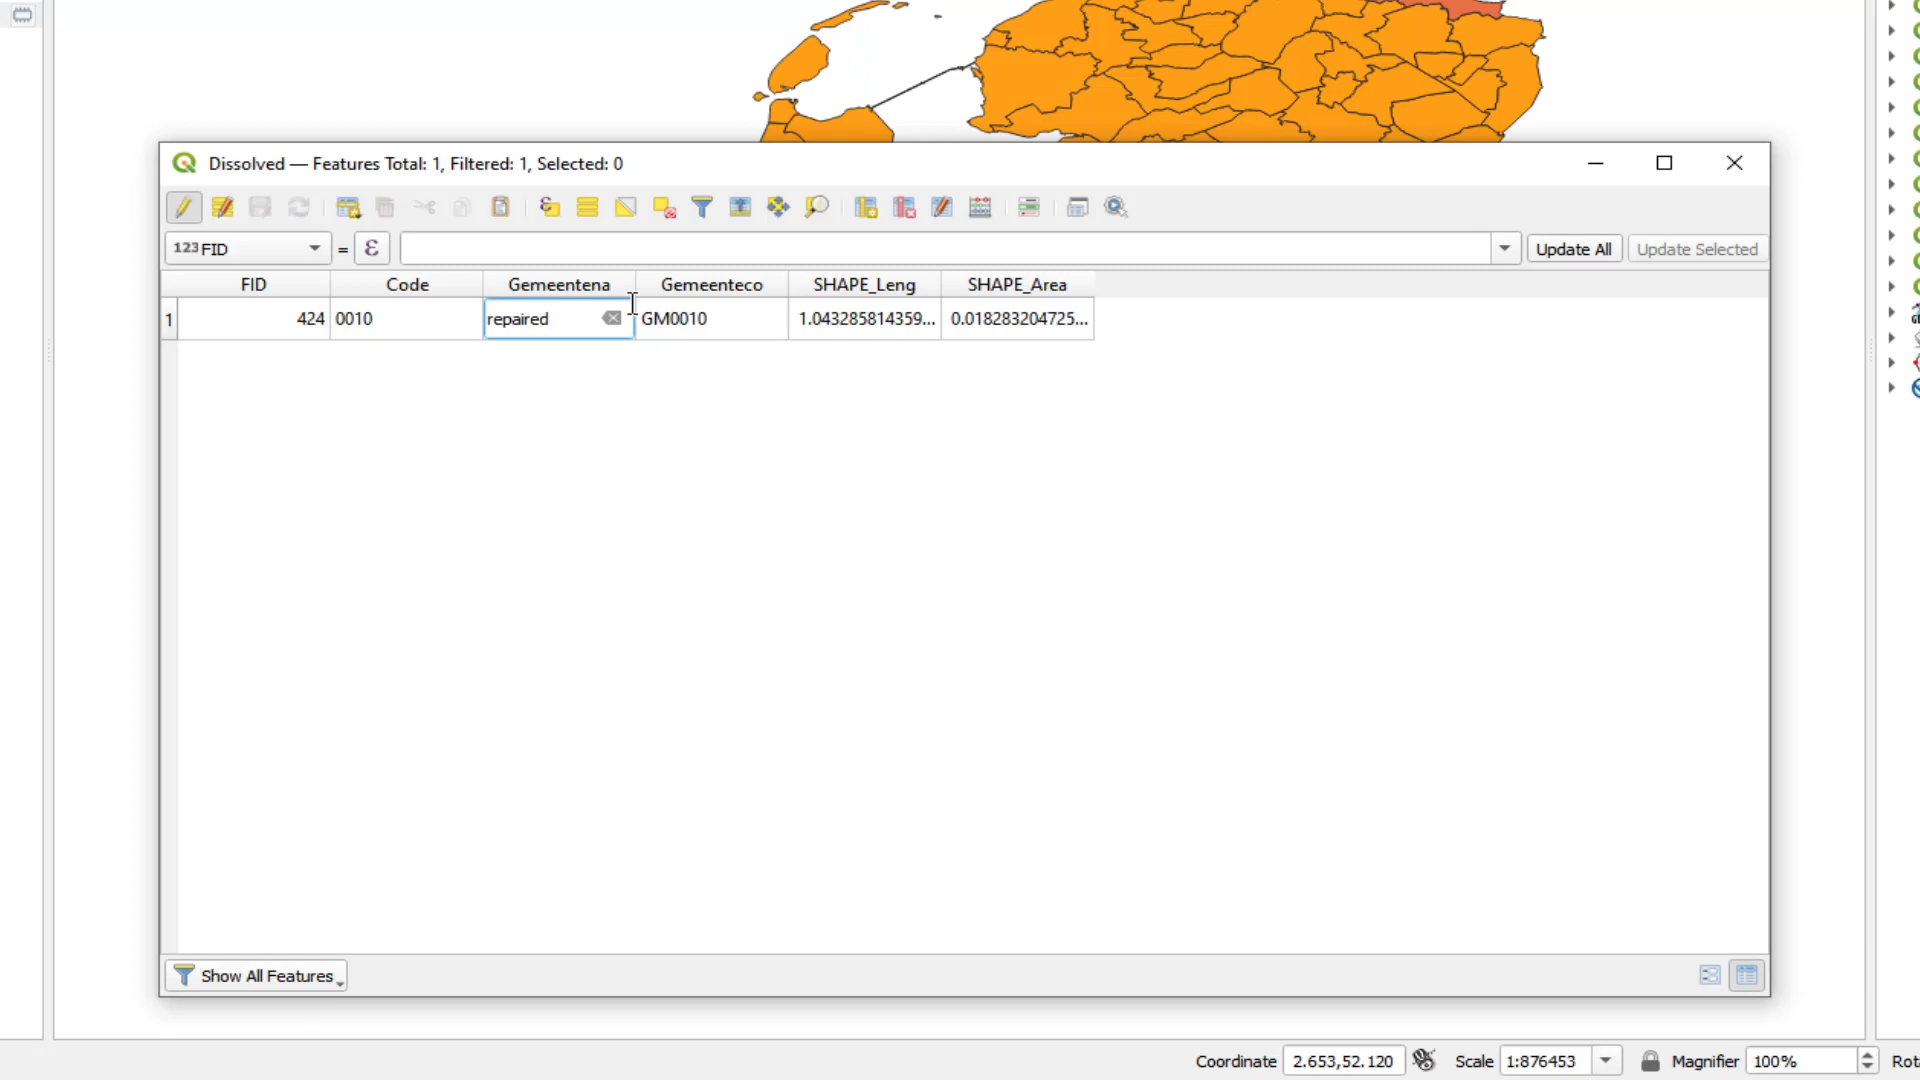 Dissolved — Features Total: 1, Filtered: 1, Selected: 0
123 FID = ε Update All Update Selected
FID Code Gemeentena Gemeenteco SHAPE_Leng SHAPE_Area
1 424 0010 repaired GM0010 1.043285814359... 0.018283204725...
Show All Features
Coordinate 2.653,52.120 Scale 1:876453 Magnifier 100% Rot